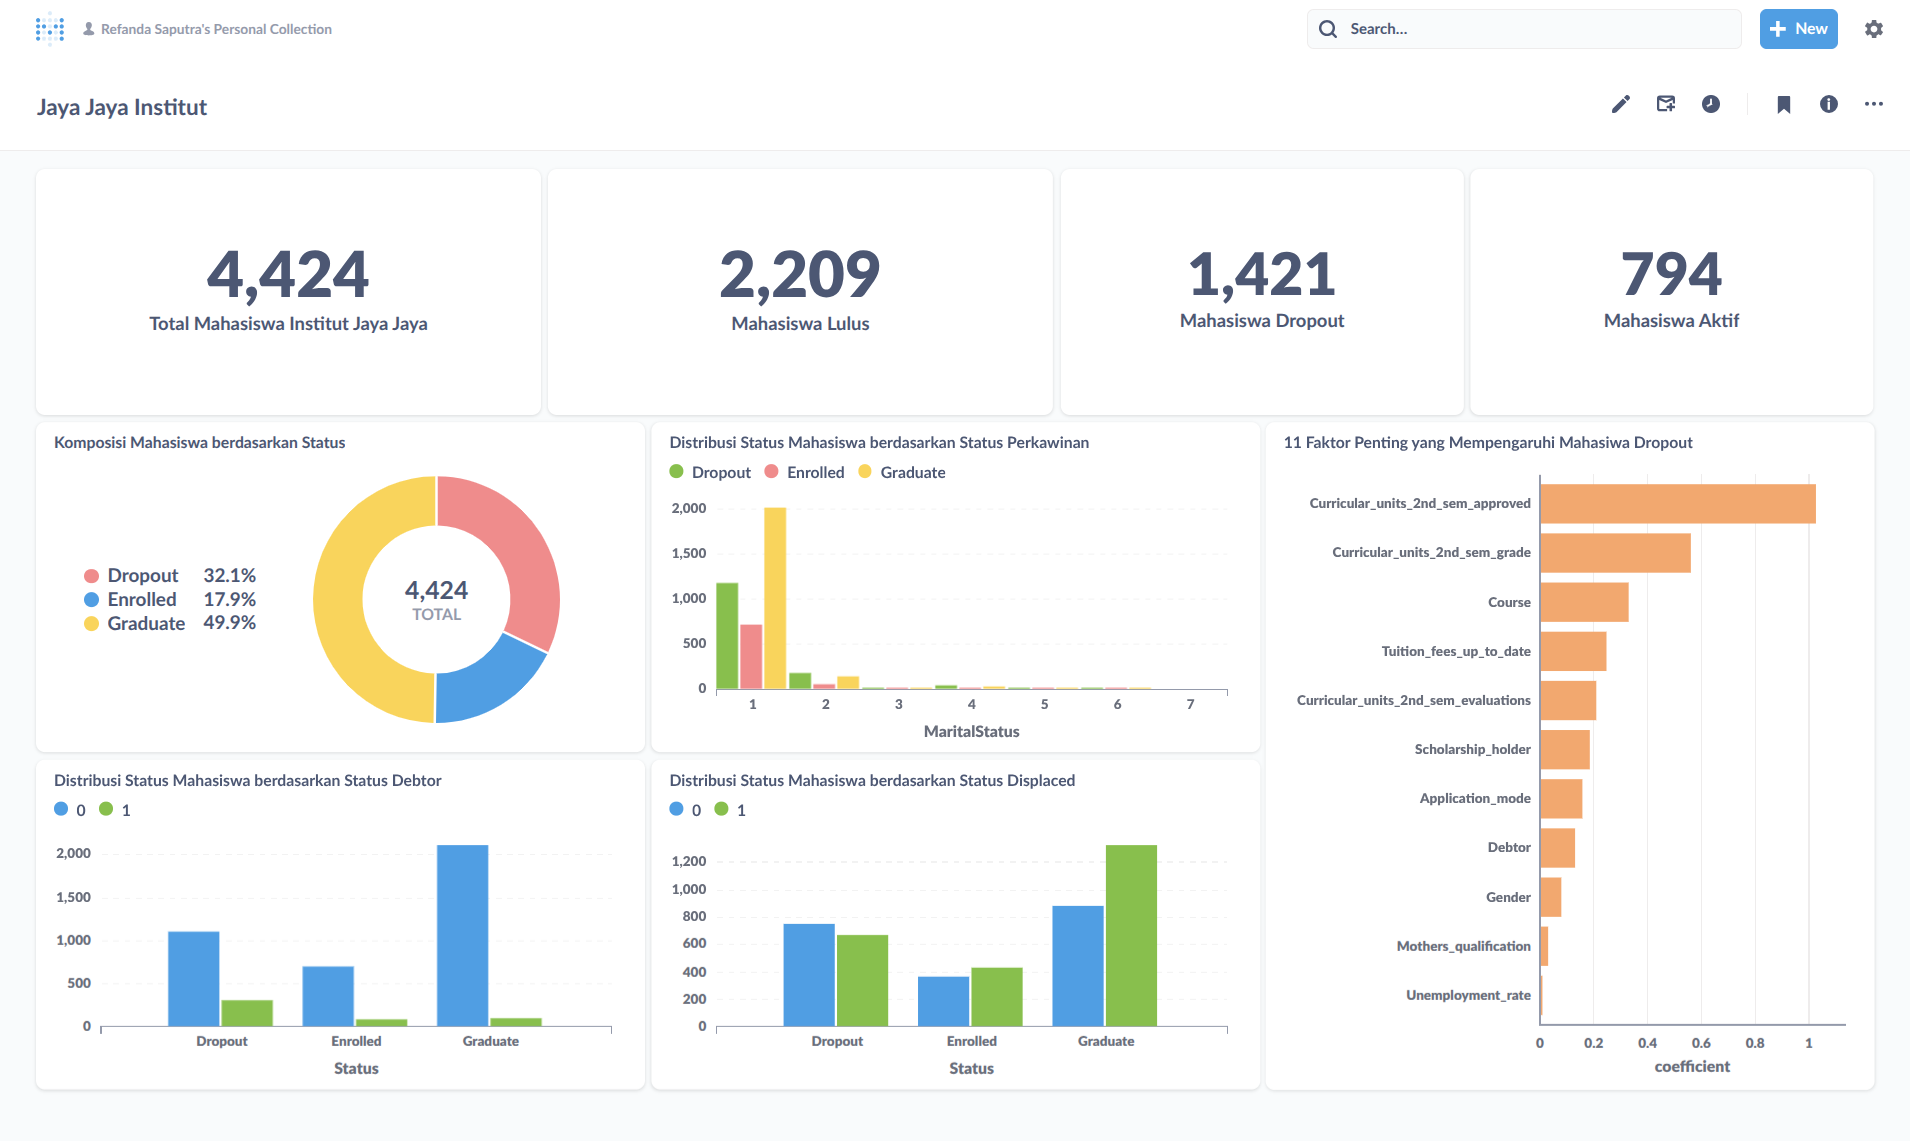 Refanda Saputra's Personal Collection
Search...
New
Jaya Jaya Institut
4,424
Total Mahasiswa Institut Jaya Jaya
2,209
Mahasiswa Lulus
1,421
Mahasiswa Dropout
794
Mahasiswa Aktif
Komposisi Mahasiswa berdasarkan Status
Dropout 32.1%
Enrolled 17.9%
Graduate 49.9%
4,424
TOTAL
Distribusi Status Mahasiswa berdasarkan Status Perkawinan
Dropout Enrolled Graduate
2,000
1,500
1,000
500
0
1 2 3 4 5 6 7
MaritalStatus
11 Faktor Penting yang Mempengaruhi Mahasiwa Dropout
Curricular_units_2nd_sem_approved
Curricular_units_2nd_sem_grade
Course
Tuition_fees_up_to_date
Curricular_units_2nd_sem_evaluations
Scholarship_holder
Application_mode
Debtor
Gender
Mothers_qualification
Unemployment_rate
0 0.2 0.4 0.6 0.8 1
coefficient
Distribusi Status Mahasiswa berdasarkan Status Debtor
0 1
2,000
1,500
1,000
500
0
Dropout Enrolled Graduate
Status
Distribusi Status Mahasiswa berdasarkan Status Displaced
0 1
1,200
1,000
800
600
400
200
0
Dropout Enrolled Graduate
Status